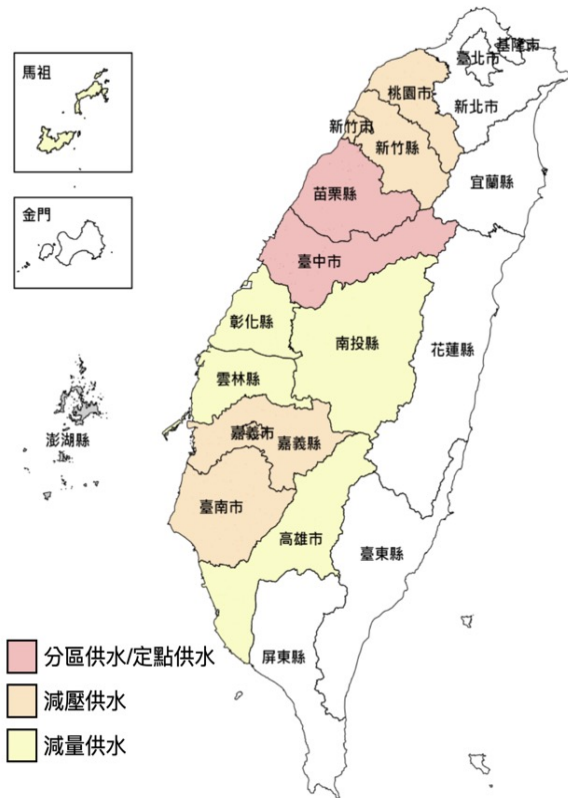 馬祖
金門
澎湖縣
基隆市
臺北市
桃園市
新北市
新竹市
新竹縣
宜蘭縣
苗栗縣
臺中市
彰化縣
南投縣
花蓮縣
雲林縣
嘉義市
嘉義縣
臺南市
高雄市
臺東縣
屏東縣
分區供水/定點供水
減壓供水
減量供水